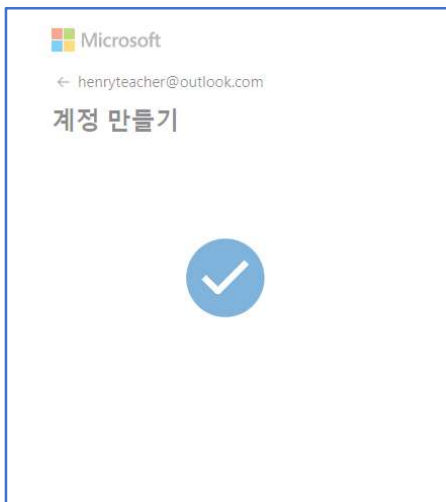 Microsoft
← henryteacher@outlook.com
계정 만들기